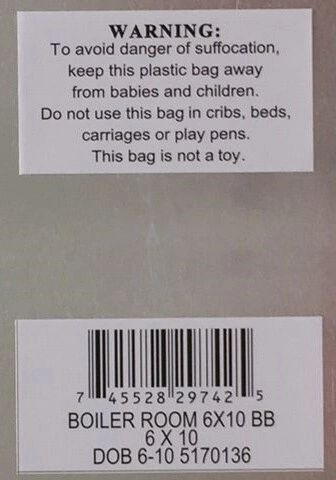 WARNING:
To avoid danger of suffocation,
keep this plastic bag away
from babies and children.
Do not use this bag in cribs, beds,
carriages or play pens.
This bag is not a toy.
7 45528 29742 5
BOILER ROOM 6X10 BB
6 X 10
DOB 6-10 5170136